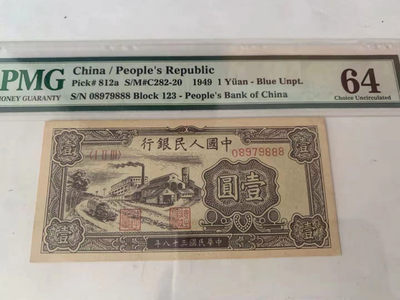 PMG
MONEY GUARANTY
China / People's Republic
Pick# 812a S/M#C282-20 1949 1 Yüan - Blue Unpt.
S/N 08979888 Block 123 - People's Bank of China
64
Choice Uncirculated
壹
中國人民銀行
壹
(I II III)
08979888
壹圓
壹
中華民國三十八年
壹